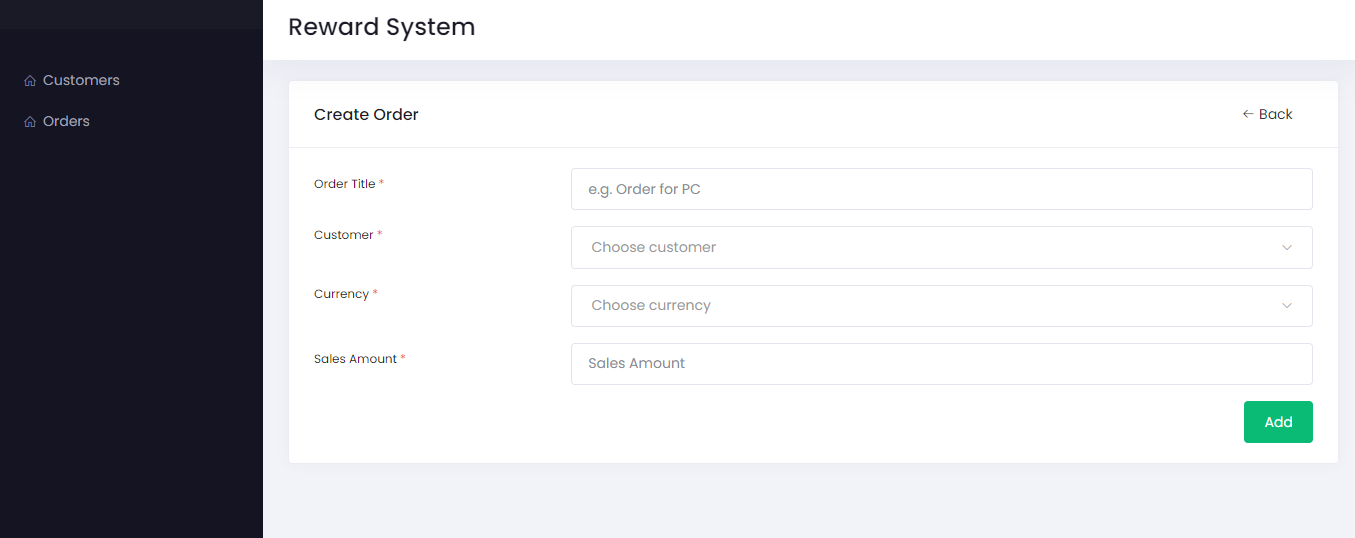 Reward System
Customers
Orders
Create Order
Back
Order Title *
e.g. Order for PC
Customer *
Choose customer
Currency *
Choose currency
Sales Amount *
Sales Amount
Add